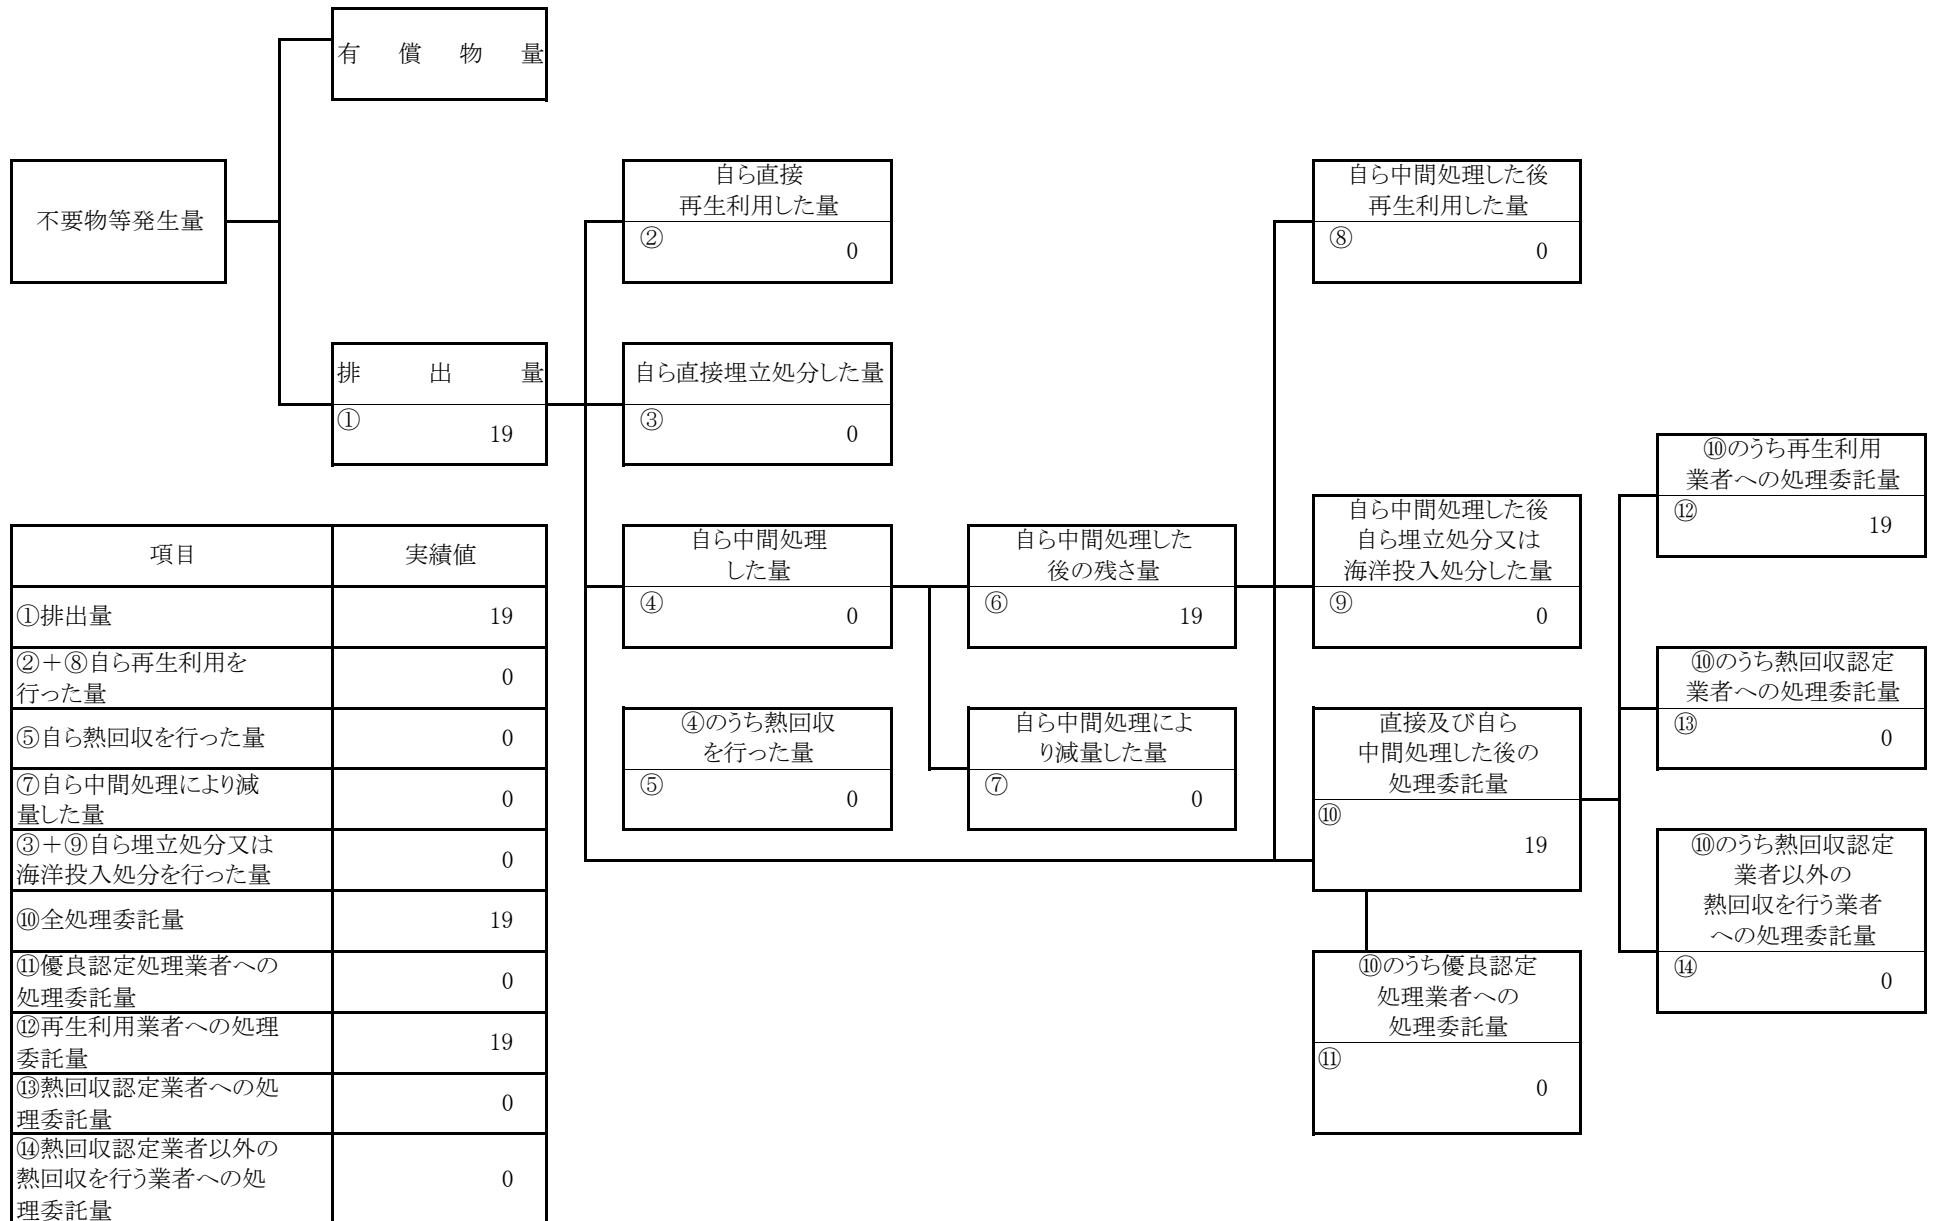 有償物量
不要物等発生量
排出量
①
19
自ら直接
再生利用した量
②
0
自ら直接埋立処分した量
③
0
自ら中間処理
した量
④
0
④のうち熱回収
を行った量
⑤
0
自ら中間処理した
後の残さ量
⑥
19
自ら中間処理によ
り減量した量
⑦
0
自ら中間処理した後
再生利用した量
⑧
0
自ら中間処理した後
自ら埋立処分又は
海洋投入処分した量
⑨
0
直接及び自ら
中間処理した後の
処理委託量
⑩
19
⑩のうち優良認定
処理業者への
処理委託量
⑪
0
⑩のうち再生利用
業者への処理委託量
⑫
19
⑩のうち熱回収認定
業者への処理委託量
⑬
0
⑩のうち熱回収認定
業者以外の
熱回収を行う業者
への処理委託量
⑭
0
項目 実績値
①排出量 19
②+⑧自ら再生利用を
行った量
0
⑤自ら熱回収を行った量 0
⑦自ら中間処理により減
量した量
0
③+⑨自ら埋立処分又は
海洋投入処分を行った量
0
⑩全処理委託量 19
⑪優良認定処理業者への
処理委託量
0
⑫再生利用業者への処理
委託量
19
⑬熱回収認定業者への処
理委託量
0
⑭熱回収認定業者以外の
熱回収を行う業者への処
理委託量
0